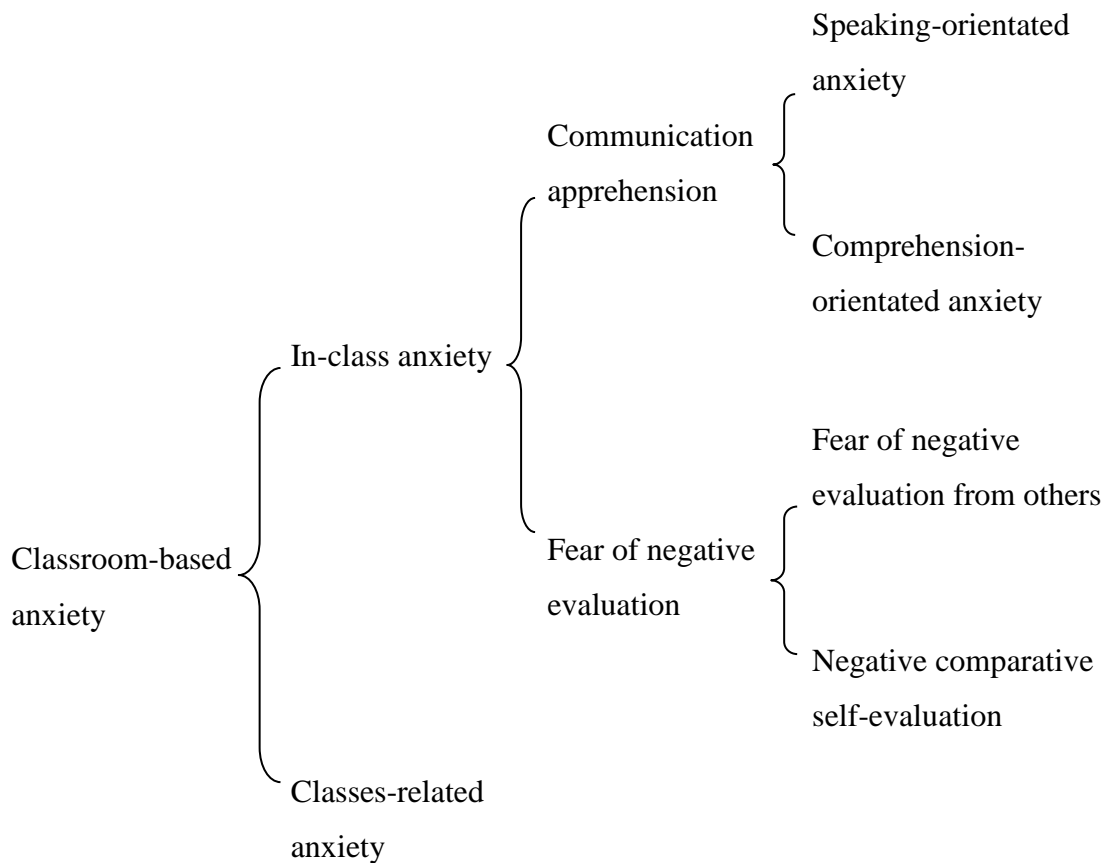 Speaking-orientated
anxiety
Communication
apprehension
Comprehension-
orientated anxiety
In-class anxiety
Fear of negative
evaluation from others
Classroom-based
anxiety
Fear of negative
evaluation
Negative comparative
self-evaluation
Classes-related
anxiety